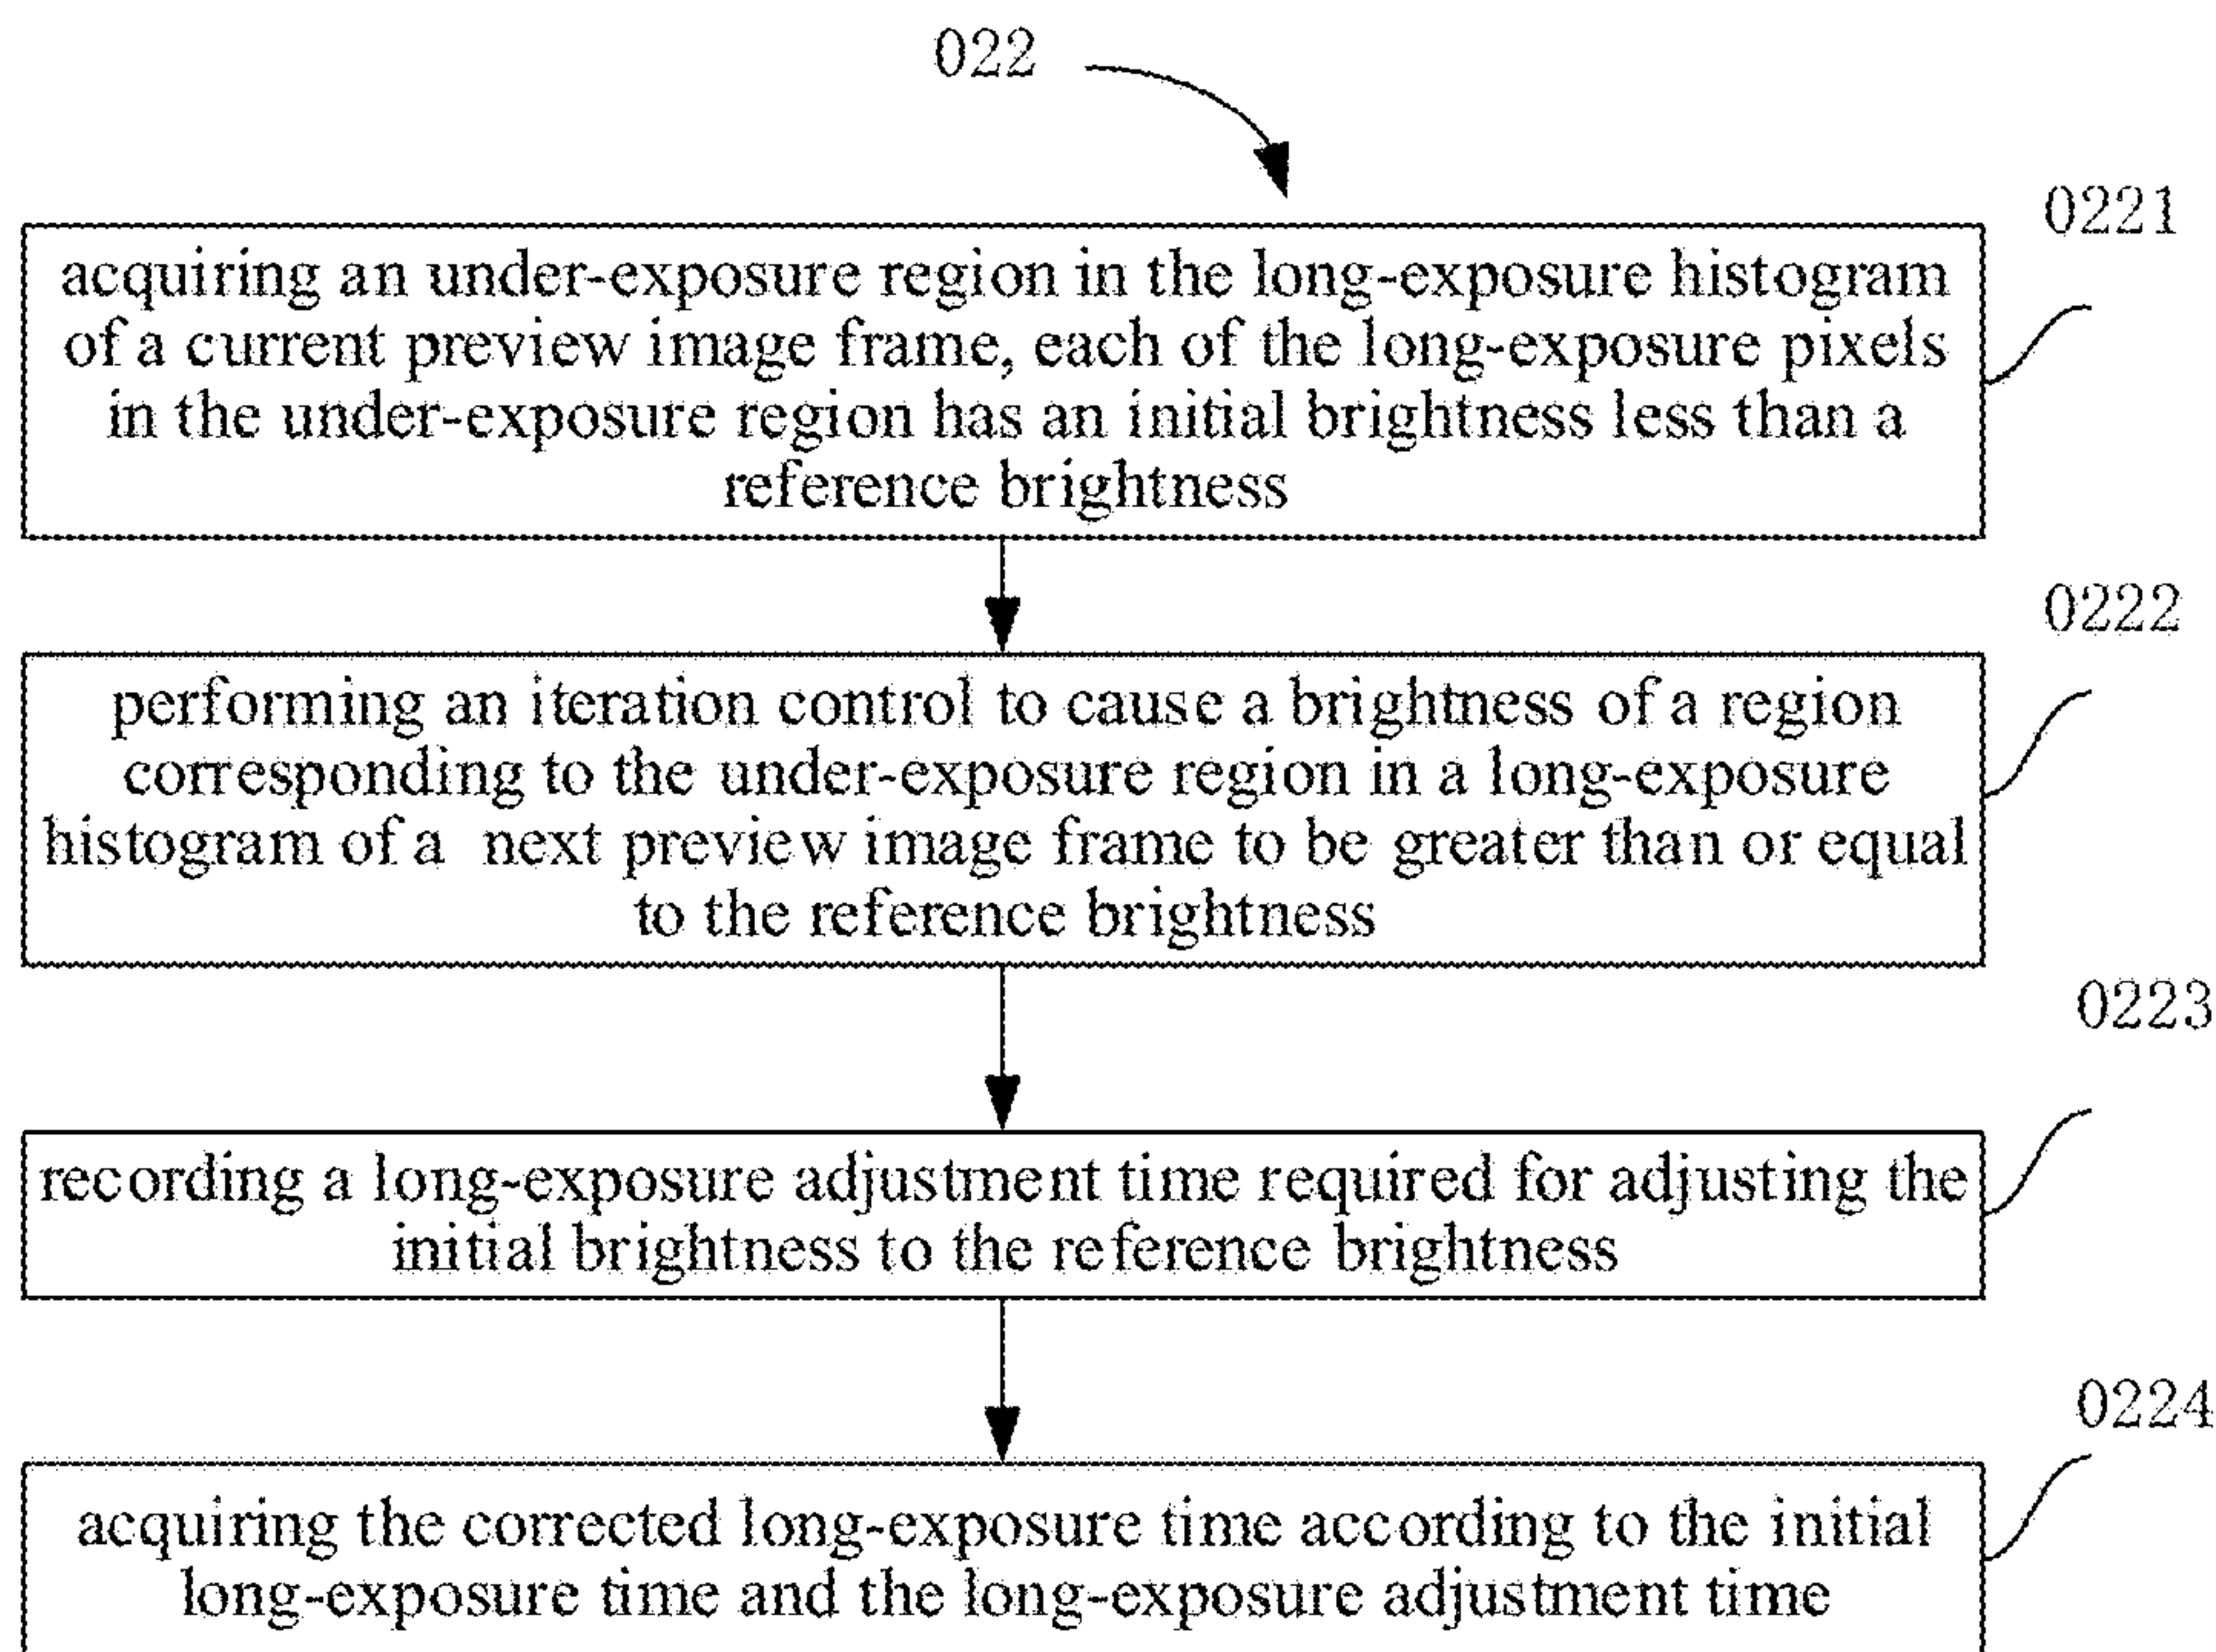 022
0221
acquiring an under-exposure region in the long-exposure histogram
of a current preview image frame, each of the long-exposure pixels
in the under-exposure region has an initial brightness less than a
reference brightness
0222
performing an iteration control to cause a brightness of a region
corresponding to the under-exposure region in a long-exposure
histogram of a next preview image frame to be greater than or equal
to the reference brightness
0223
recording a long-exposure adjustment time required for adjusting the
initial brightness to the reference brightness
0224
acquiring the corrected long-exposure time according to the initial
long-exposure time and the long-exposure adjustment time